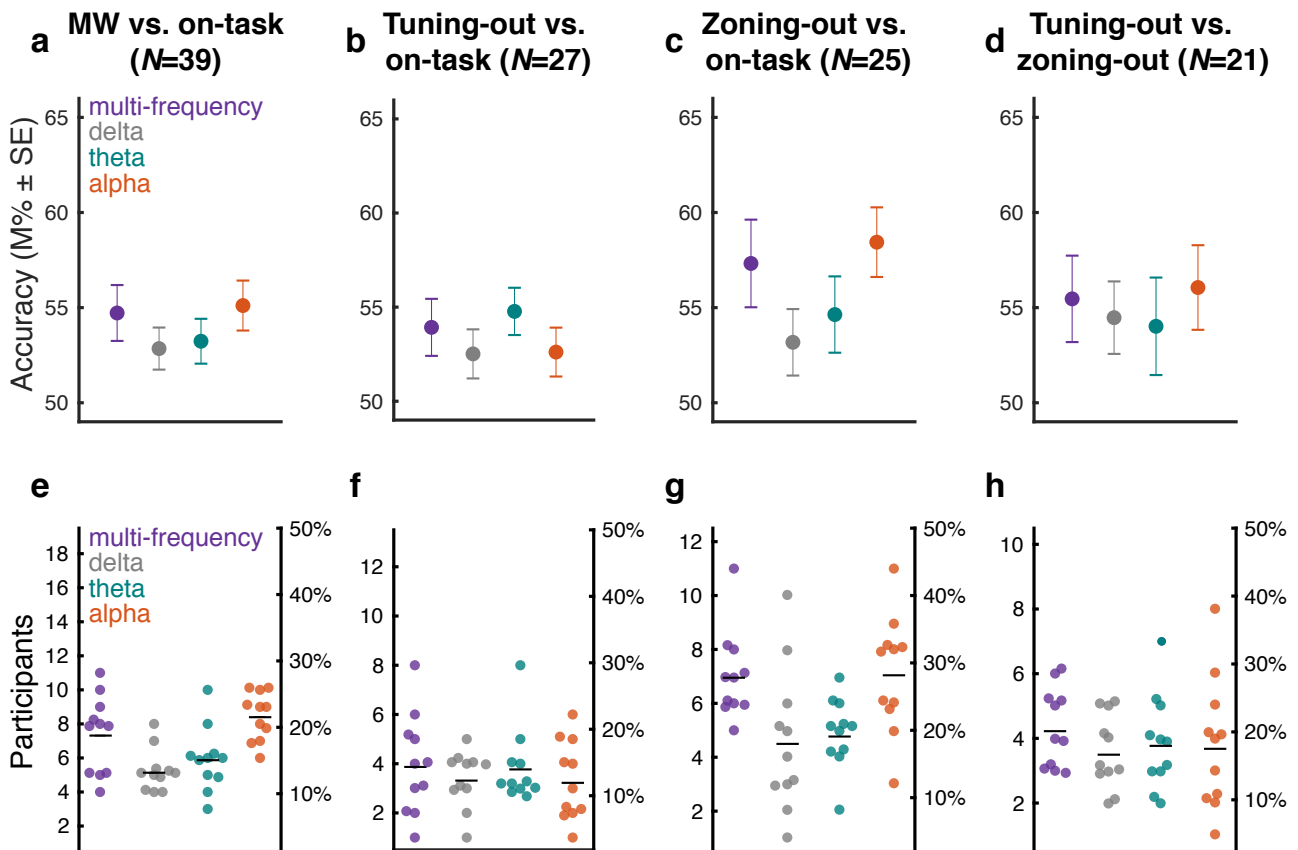 a MW vs. on-task
(N=39)
b Tuning-out vs.
on-task (N=27)
c Zoning-out vs.
on-task (N=25)
d Tuning-out vs.
zoning-out (N=21)
Accuracy (M% ± SE)
multi-frequency
delta
theta
alpha
65
60
55
50
65
60
55
50
65
60
55
50
65
60
55
50
e
f
g
h
Participants
multi-frequency
delta
theta
alpha
18
16
14
12
10
8
6
4
2
50%
40%
30%
20%
10%
12
10
8
6
4
2
50%
40%
30%
20%
10%
12
10
8
6
4
2
50%
40%
30%
20%
10%
10
8
6
4
2
50%
40%
30%
20%
10%